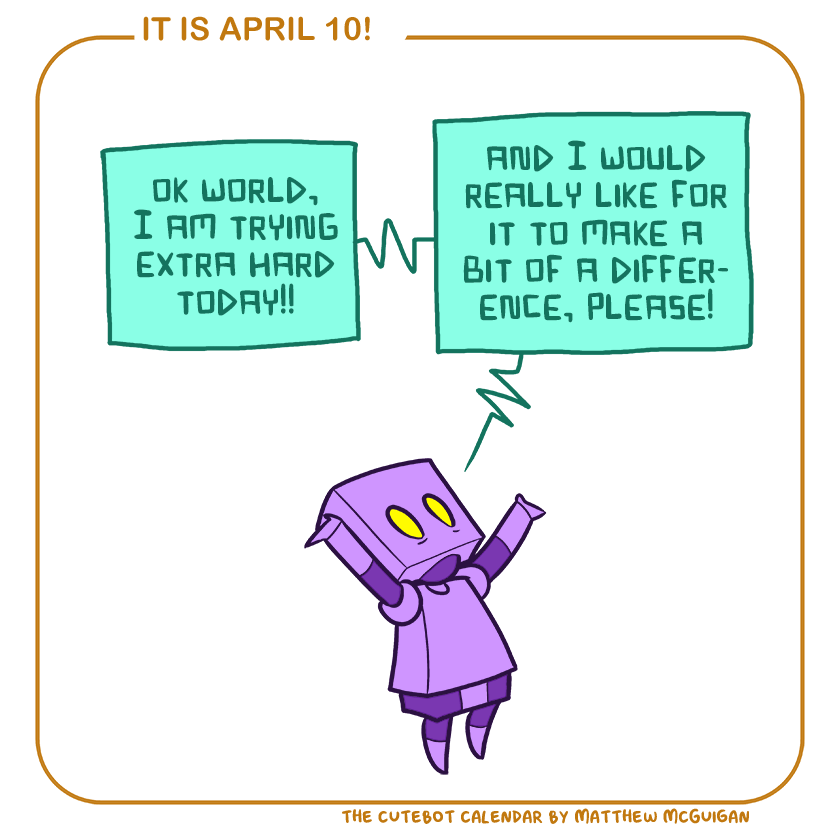 IT IS APRIL 10!
OK WORLD,
I AM TRYING
EXTRA HARD
TODAY!!
AND I WOULD
REALLY LIKE FOR
IT TO MAKE A
BIT OF A DIFFER-
ENCE, PLEASE!
THE CUTEBOT CALENDAR BY MATTHEW MCGUIGAN